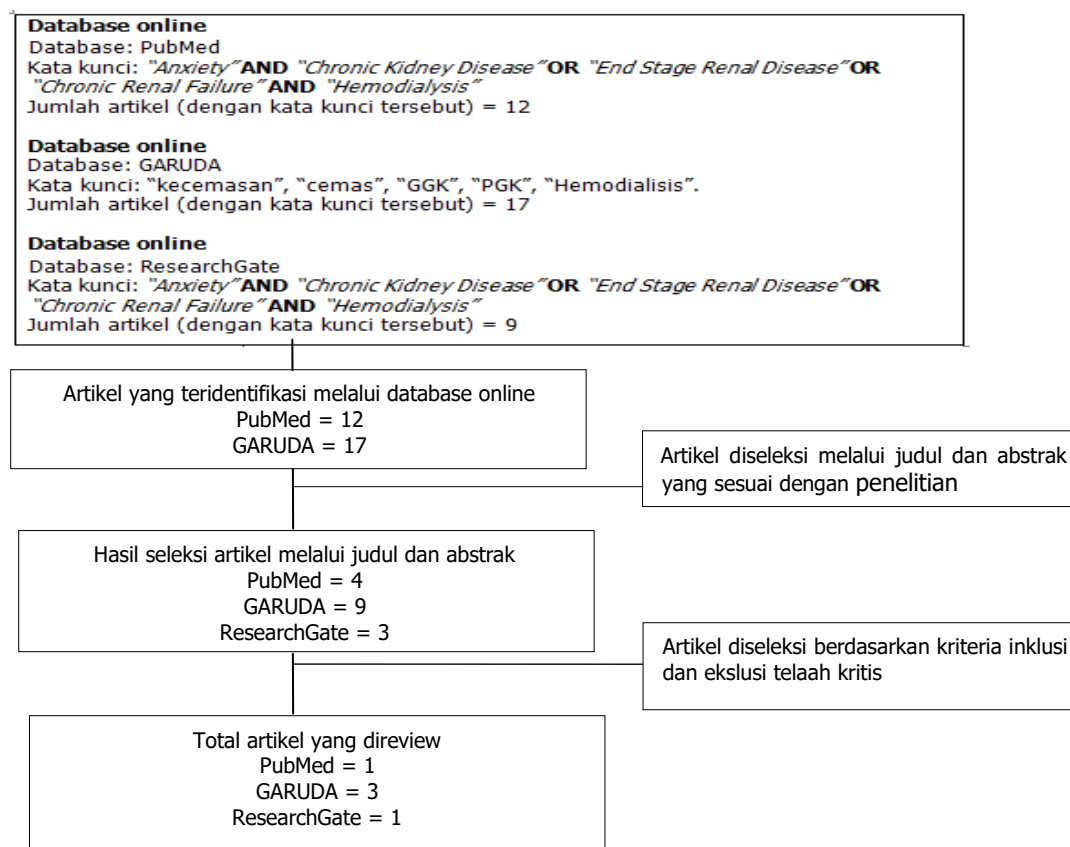 Database online
Database: PubMed
Kata kunci: "Anxiety" AND "Chronic Kidney Disease" OR "End Stage Renal Disease" OR
"Chronic Renal Failure" AND "Hemodialysis"
Jumlah artikel (dengan kata kunci tersebut) = 12
Database online
Database: GARUDA
Kata kunci: "kecemasan", "cemas", "GGK", "PGK", "Hemodialisis".
Jumlah artikel (dengan kata kunci tersebut) = 17
Database online
Database: ResearchGate
Kata kunci: "Anxiety" AND "Chronic Kidney Disease" OR "End Stage Renal Disease" OR
"Chronic Renal Failure" AND "Hemodialysis"
Jumlah artikel (dengan kata kunci tersebut) = 9
Artikel yang teridentifikasi melalui database online
PubMed = 12
GARUDA = 17
Artikel diseleksi melalui judul dan abstrak
yang sesuai dengan penelitian
Hasil seleksi artikel melalui judul dan abstrak
PubMed = 4
GARUDA = 9
ResearchGate = 3
Artikel diseleksi berdasarkan kriteria inklusi
dan ekslusi telaah kritis
Total artikel yang direview
PubMed = 1
GARUDA = 3
ResearchGate = 1